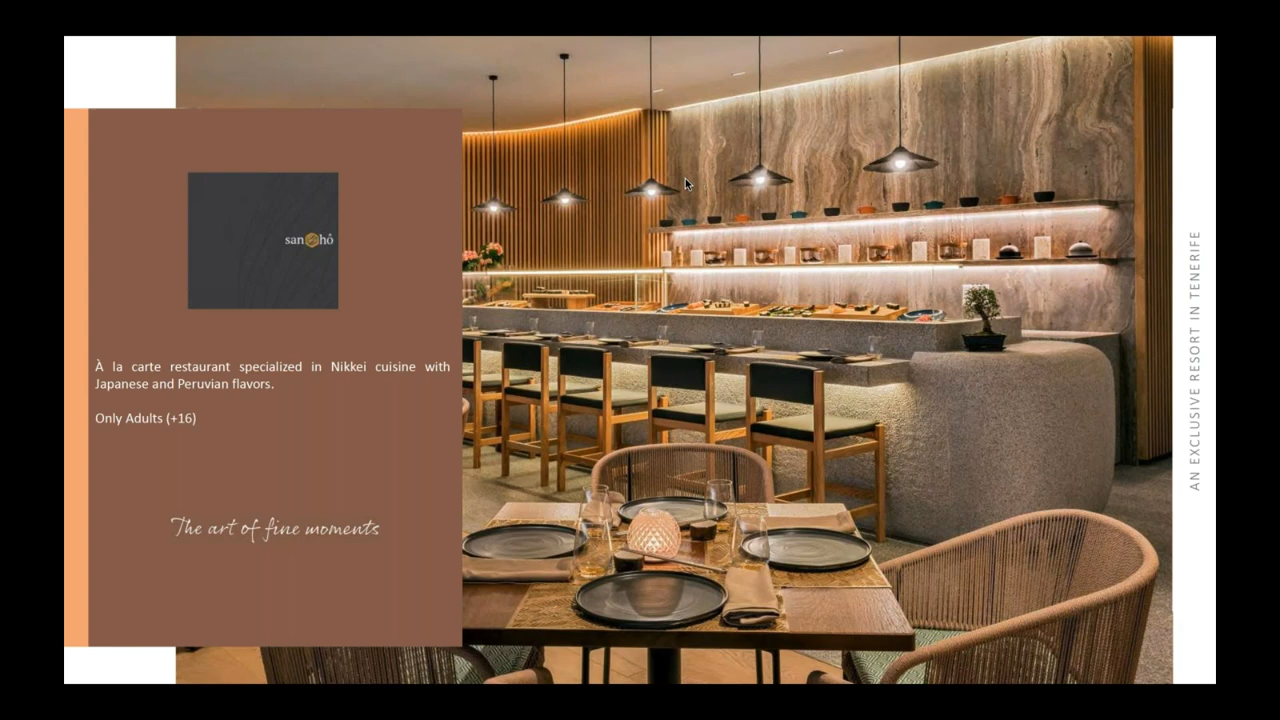 sanhô
À la carte restaurant specialized in Nikkei cuisine with
Japanese and Peruvian flavors.
Only Adults (+16)
The art of fine moments
AN EXCLUSIVE RESORT IN TENERIFE